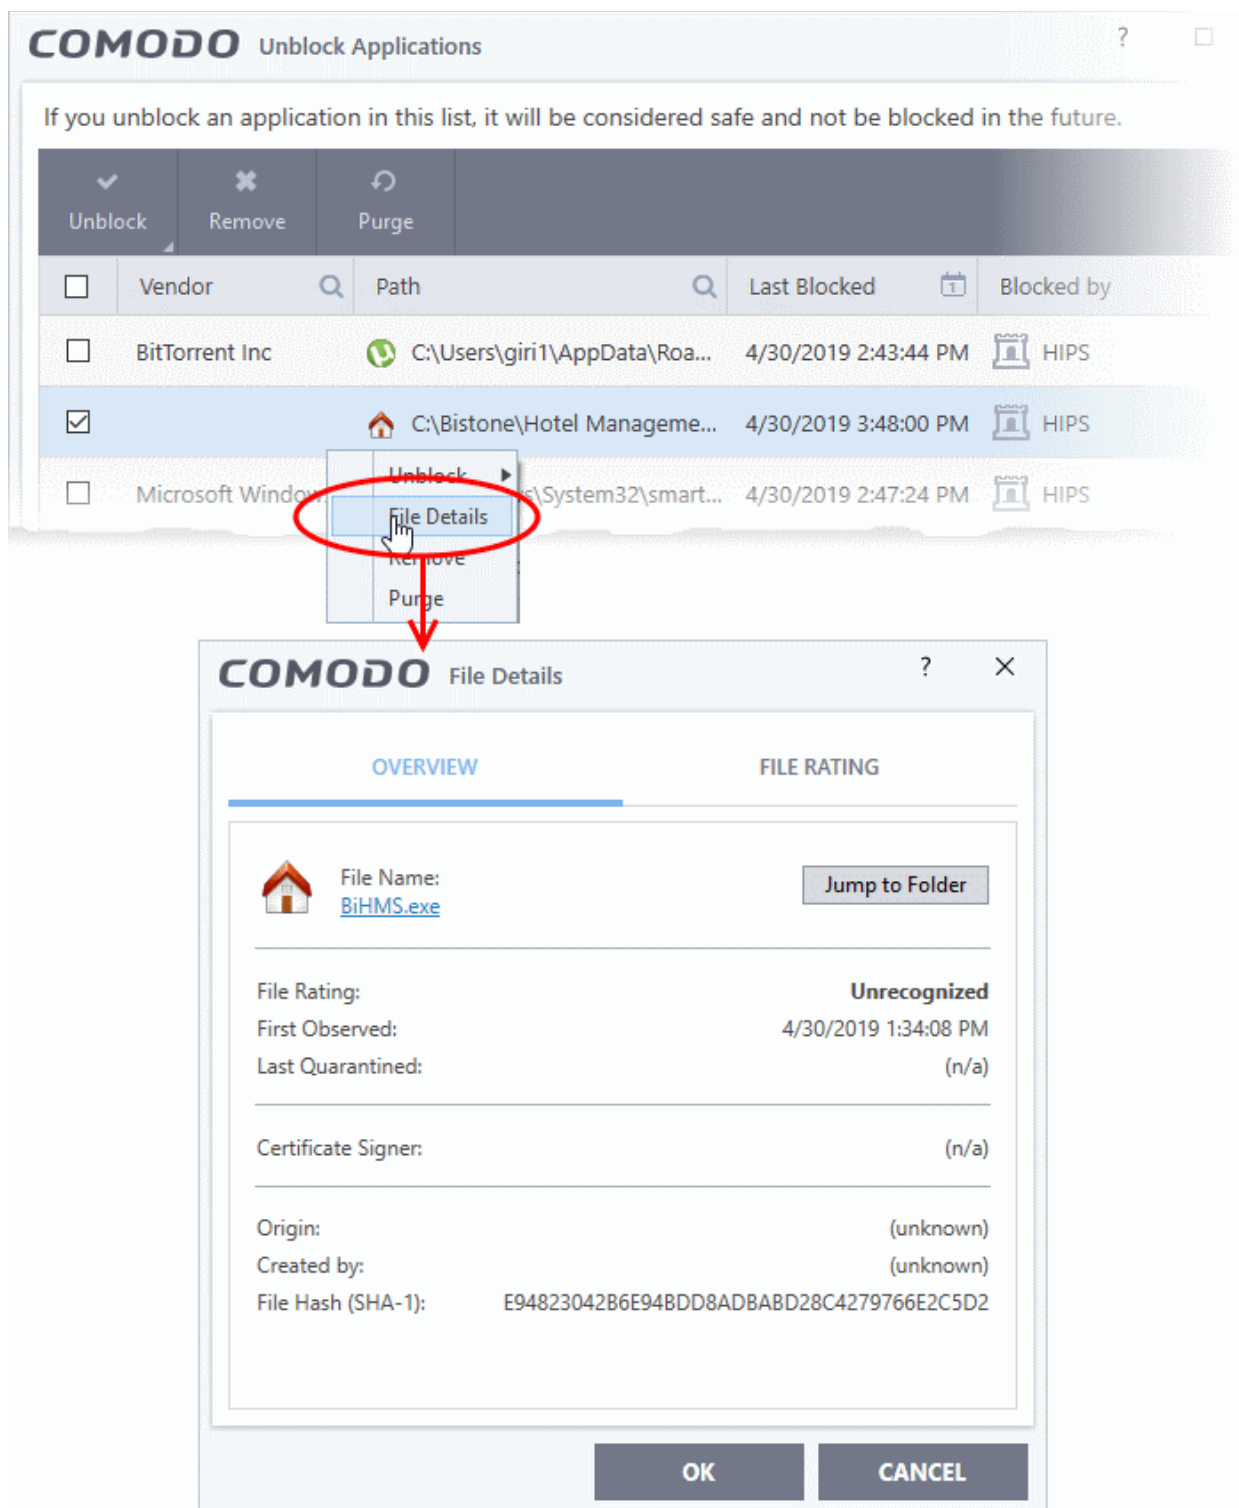 COMODO Unblock Applications ?
If you unblock an application in this list, it will be considered safe and not be blocked in the future.
Unblock Remove Purge
Vendor Path Last Blocked 1 Blocked by
BitTorrent Inc C:\Users\giri1\AppData\Roa... 4/30/2019 2:43:44 PM HIPS
C:\Bistone\Hotel Manageme... 4/30/2019 3:48:00 PM HIPS
Unblock
Microsoft Window s\System32\smart... 4/30/2019 2:47:24 PM HIPS
File Details
Remove
Purge
COMODO File Details ?
OVERVIEW FILE RATING
File Name:
BiHMS.exe
Jump to Folder
File Rating: Unrecognized
First Observed: 4/30/2019 1:34:08 PM
Last Quarantined: (n/a)
Certificate Signer: (n/a)
Origin: (unknown)
Created by: (unknown)
File Hash (SHA-1): E94823042B6E94BDD8ADBABD28C4279766E2C5D2
OK CANCEL